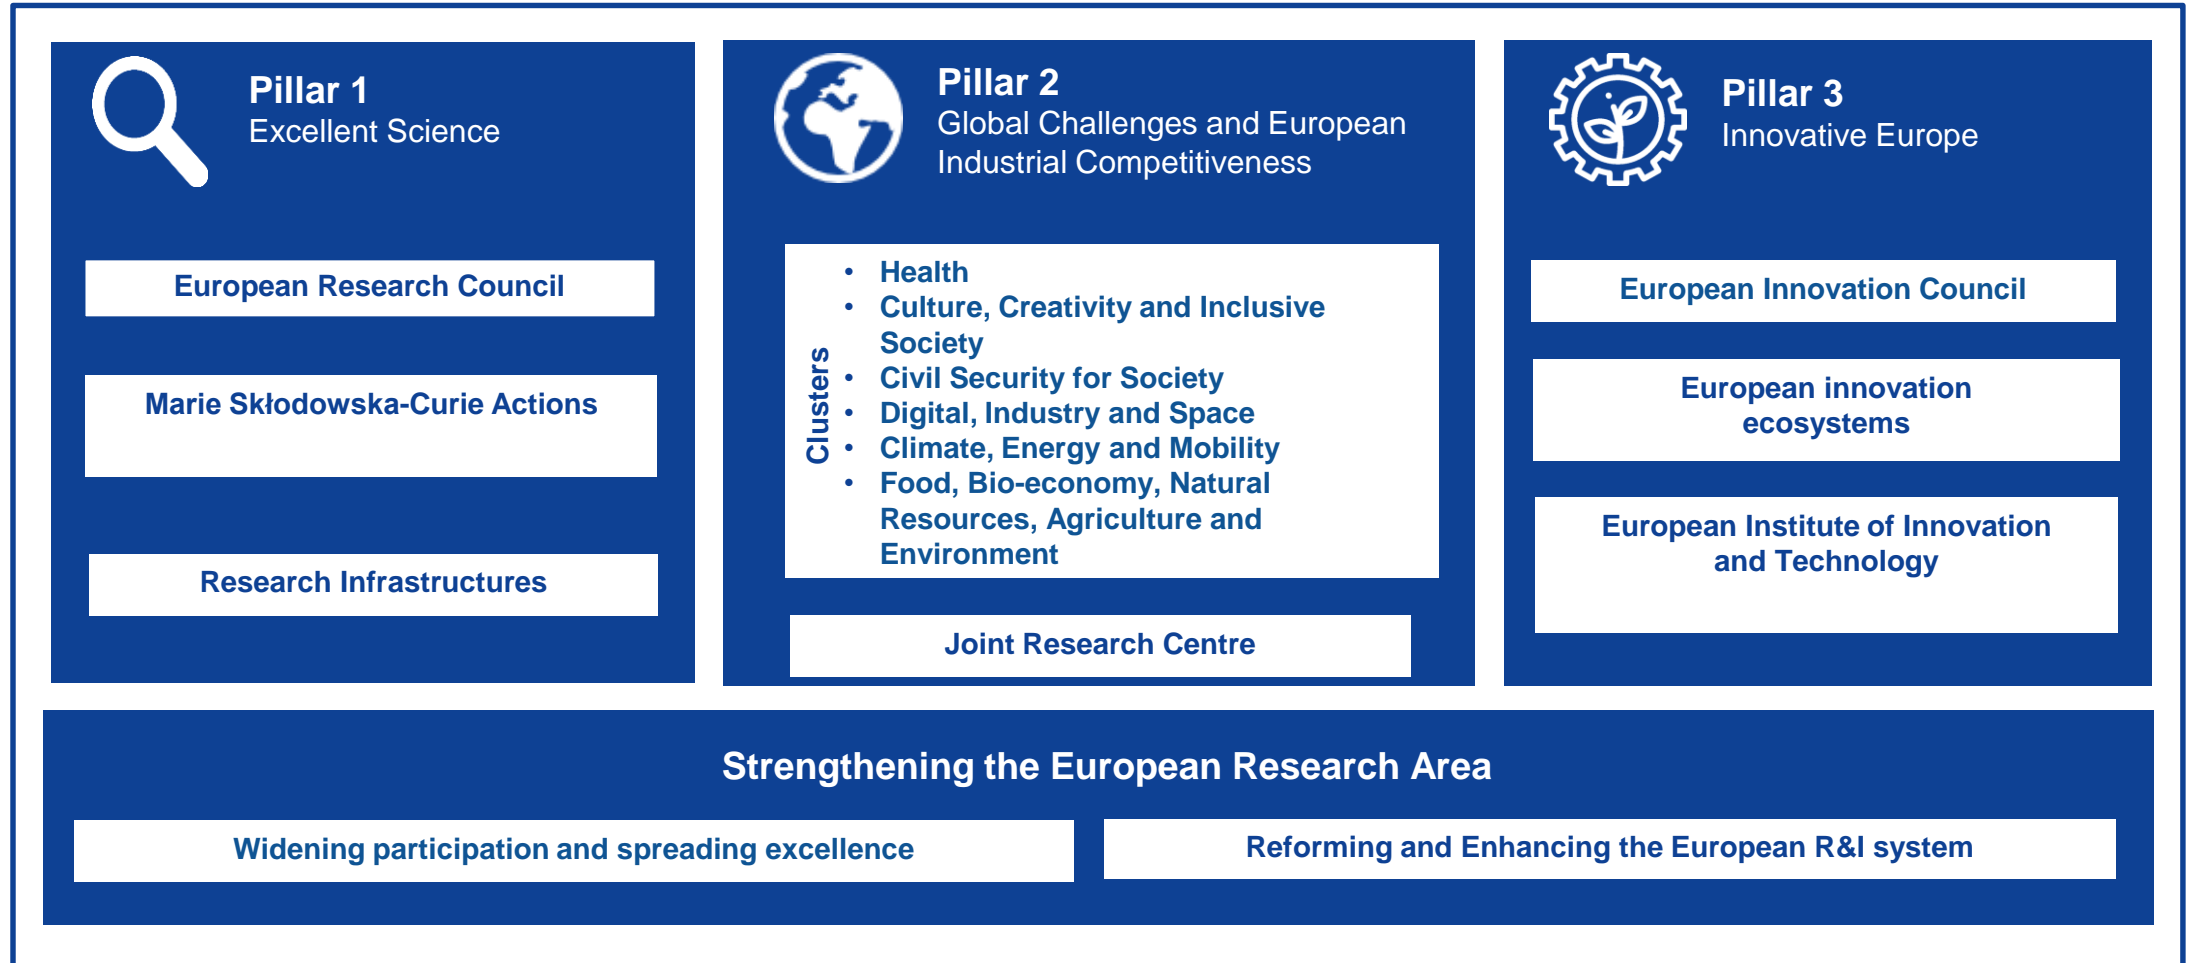 Pillar 1
Excellent Science
European Research Council
Marie Skłodowska-Curie Actions
Research Infrastructures
Pillar 2
Global Challenges and European
Industrial Competitiveness
Clusters
• Health
• Culture, Creativity and Inclusive
Society
• Civil Security for Society
• Digital, Industry and Space
• Climate, Energy and Mobility
• Food, Bio-economy, Natural
Resources, Agriculture and
Environment
Joint Research Centre
Pillar 3
Innovative Europe
European Innovation Council
European innovation
ecosystems
European Institute of Innovation
and Technology
Strengthening the European Research Area
Widening participation and spreading excellence
Reforming and Enhancing the European R&I system